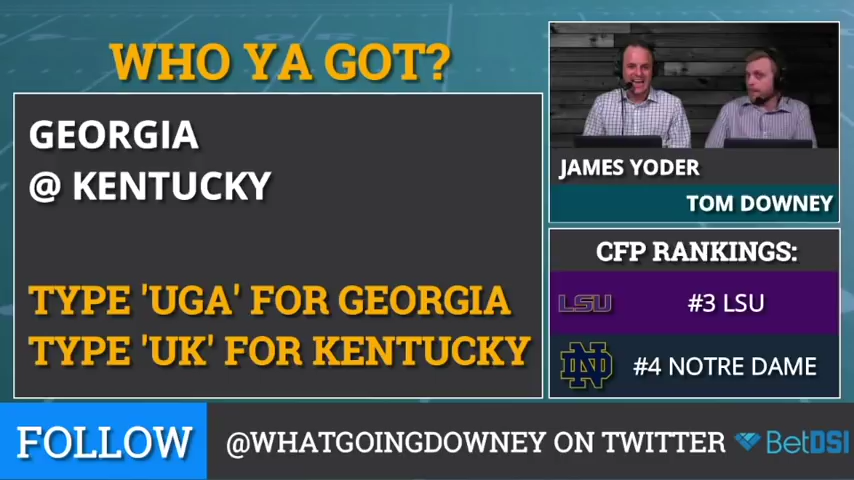 WHO YA GOT?
GEORGIA
@ KENTUCKY
TYPE 'UGA' FOR GEORGIA
TYPE 'UK' FOR KENTUCKY
JAMES YODER
TOM DOWNEY
CFP RANKINGS:
LSU #3 LSU
ND #4 NOTRE DAME
FOLLOW @WHATGOINGDOWNEY ON TWITTER BetDSI